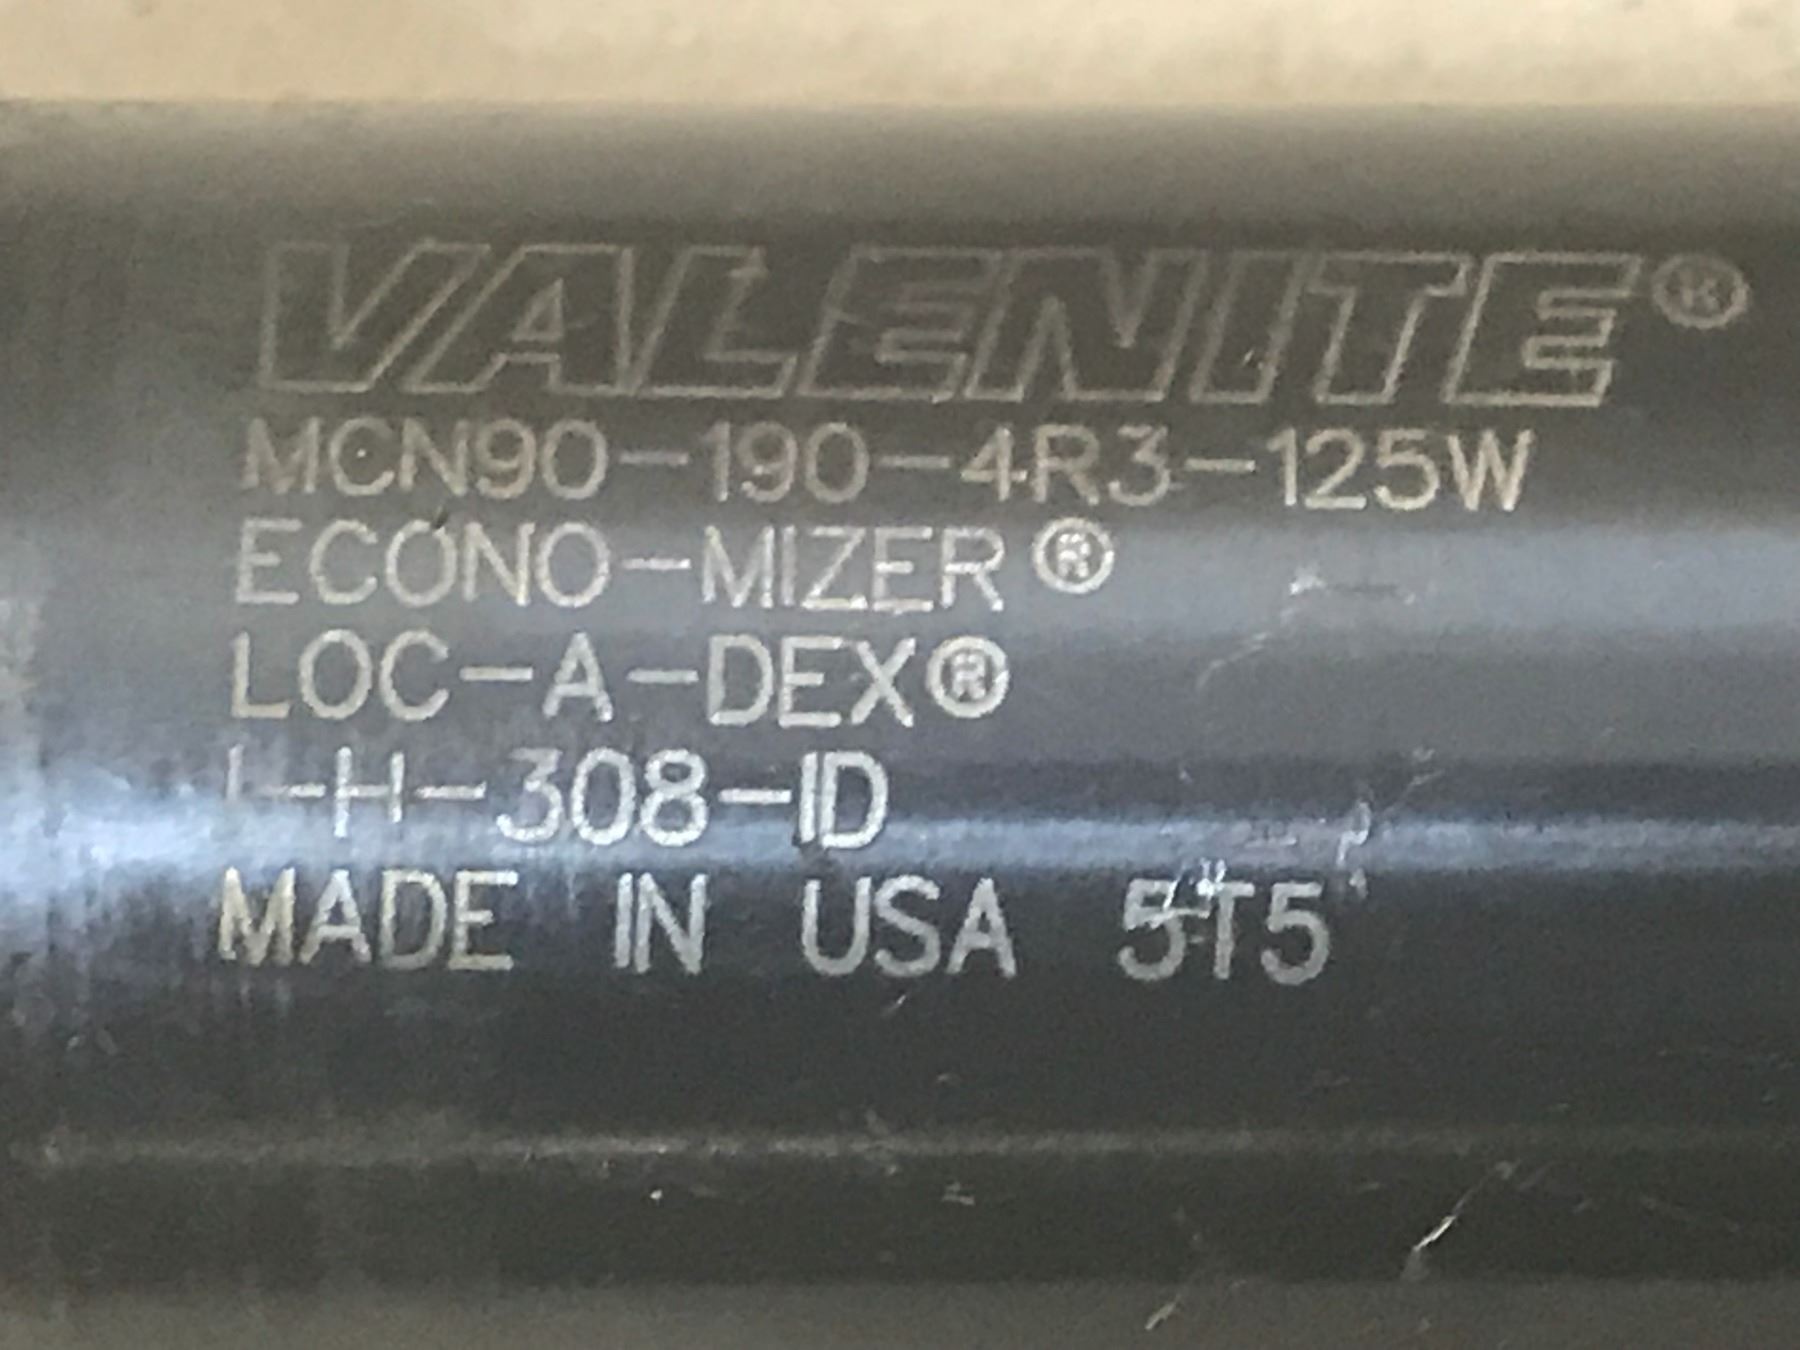 VALENITE®
MCN90-190-4R3-125W
ECONO-MIZER®
LOC-A-DEX®
I-H-308-ID
MADE IN USA 5T5